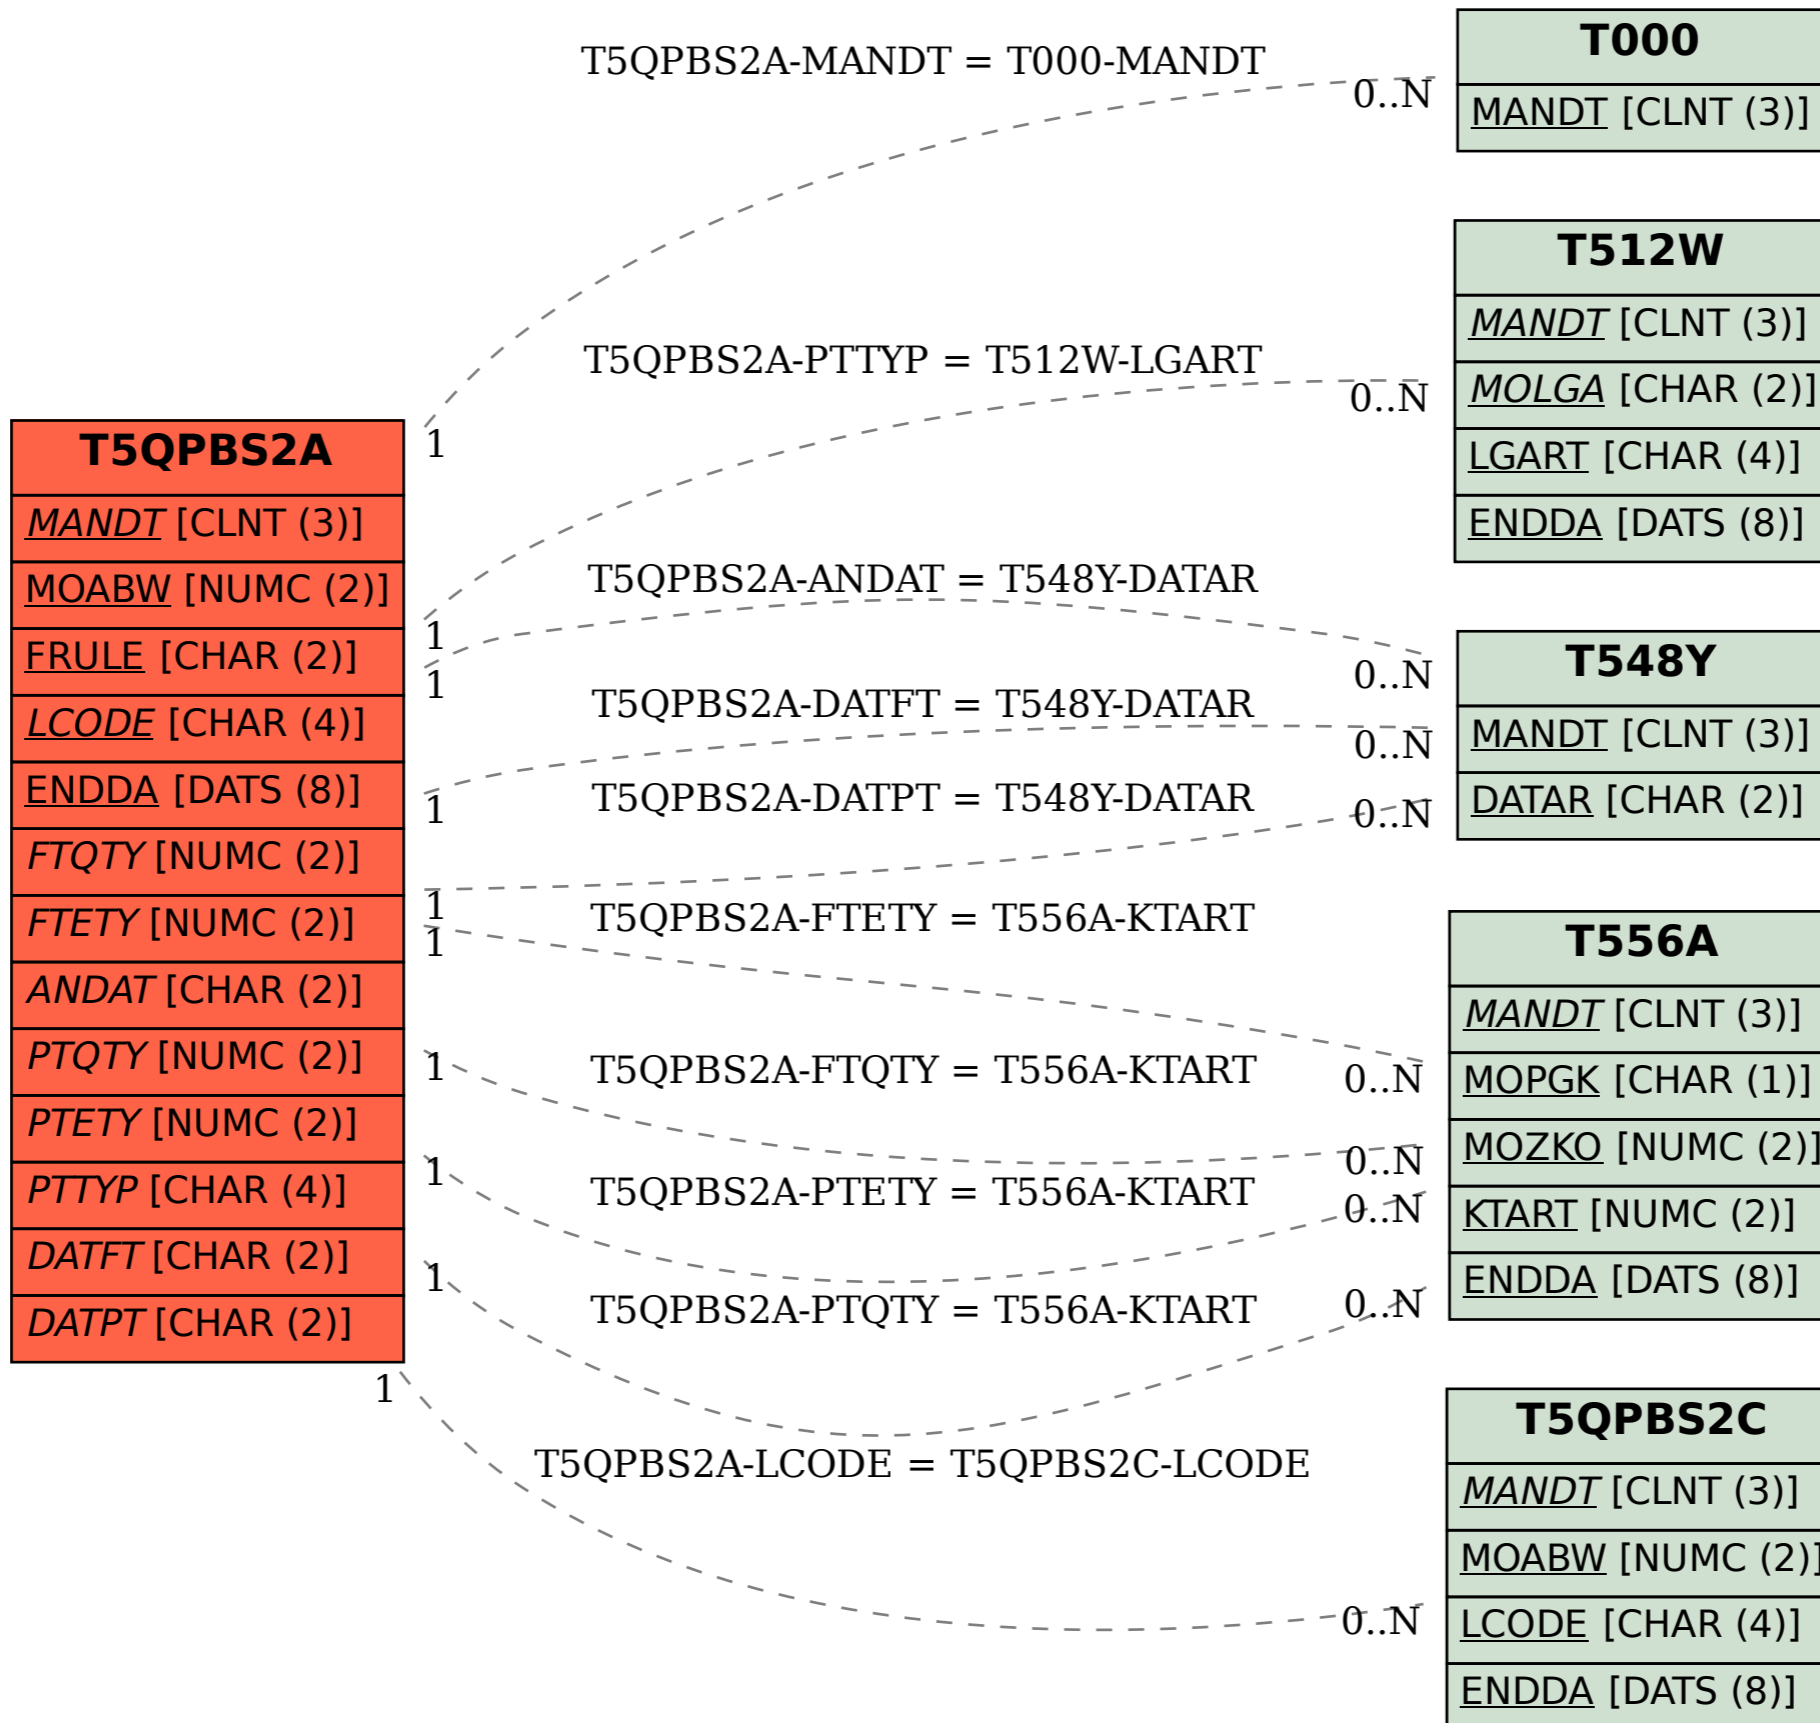 T5QPBS2A
MANDT [CLNT (3)]
MOABW [NUMC (2)]
FRULE [CHAR (2)]
LCODE [CHAR (4)]
ENDDA [DATS (8)]
FTQTY [NUMC (2)]
FTETY [NUMC (2)]
ANDAT [CHAR (2)]
PTQTY [NUMC (2)]
PTETY [NUMC (2)]
PTTYP [CHAR (4)]
DATFT [CHAR (2)]
DATPT [CHAR (2)]
T5QPBS2A-MANDT = T000-MANDT
1
0..N
T5QPBS2A-PTTYP = T512W-LGART
1
0..N
T5QPBS2A-ANDAT = T548Y-DATAR
1
0..N
T5QPBS2A-DATFT = T548Y-DATAR
1
0..N
T5QPBS2A-DATPT = T548Y-DATAR
1
0..N
T5QPBS2A-FTETY = T556A-KTART
1
0..N
T5QPBS2A-FTQTY = T556A-KTART
1
0..N
T5QPBS2A-PTETY = T556A-KTART
1
0..N
T5QPBS2A-PTQTY = T556A-KTART
1
0..N
T5QPBS2A-LCODE = T5QPBS2C-LCODE
1
0..N
T000
MANDT [CLNT (3)]
T512W
MANDT [CLNT (3)]
MOLGA [CHAR (2)]
LGART [CHAR (4)]
ENDDA [DATS (8)]
T548Y
MANDT [CLNT (3)]
DATAR [CHAR (2)]
T556A
MANDT [CLNT (3)]
MOPGK [CHAR (1)]
MOZKO [NUMC (2)]
KTART [NUMC (2)]
ENDDA [DATS (8)]
T5QPBS2C
MANDT [CLNT (3)]
MOABW [NUMC (2)]
LCODE [CHAR (4)]
ENDDA [DATS (8)]